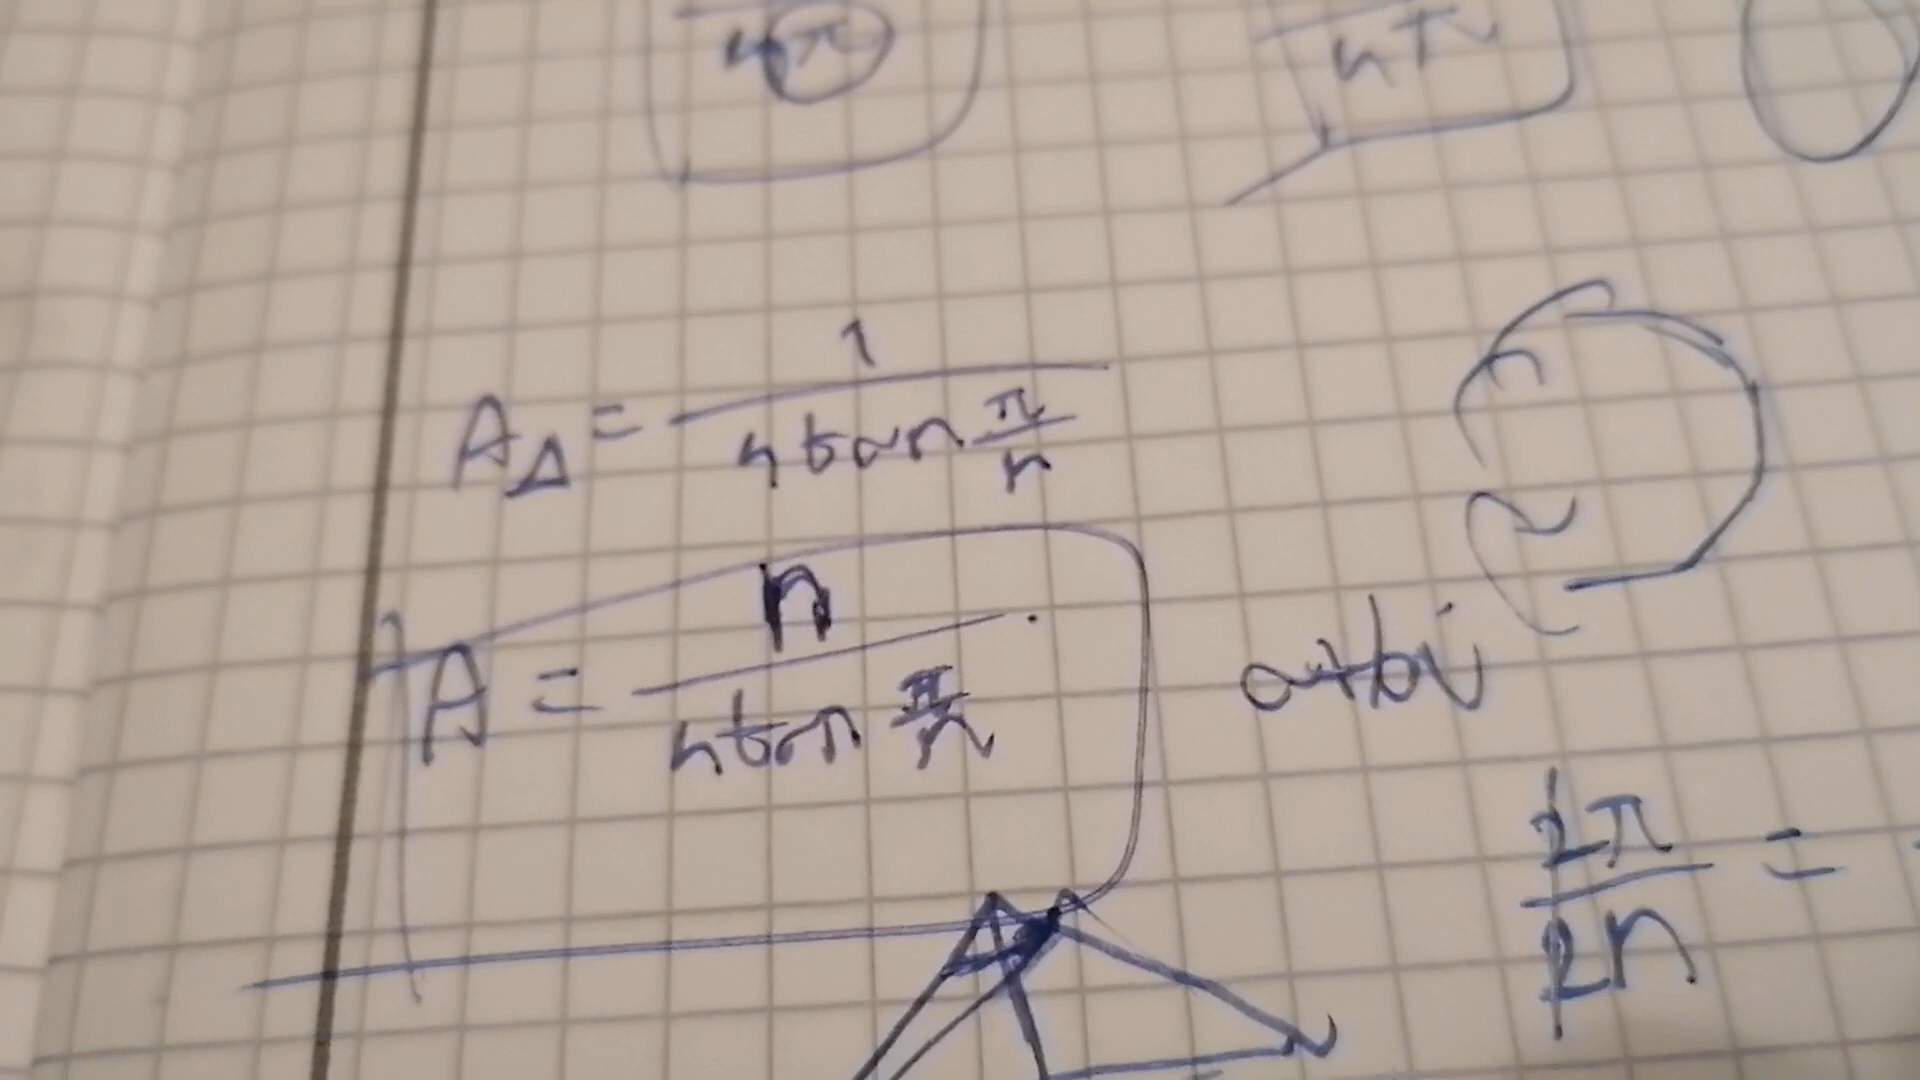 4π
4π
A_Δ = 1 / (4 tan π/n)
A = n / (4 tan π/n)
a+bi
2π / 2n =